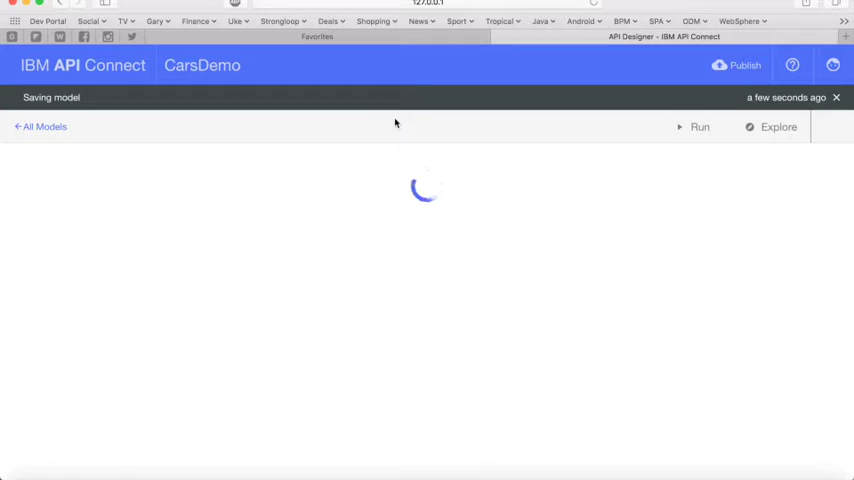 127.0.0.1
Dev Portal Social TV Gary Finance Uke Strongloop Deals Shopping News Sport Tropical Java Android BPM SPA ODM WebSphere >>
Favorites API Designer - IBM API Connect +
IBM API Connect CarsDemo Publish ?
Saving model a few seconds ago ×
← All Models Run Explore